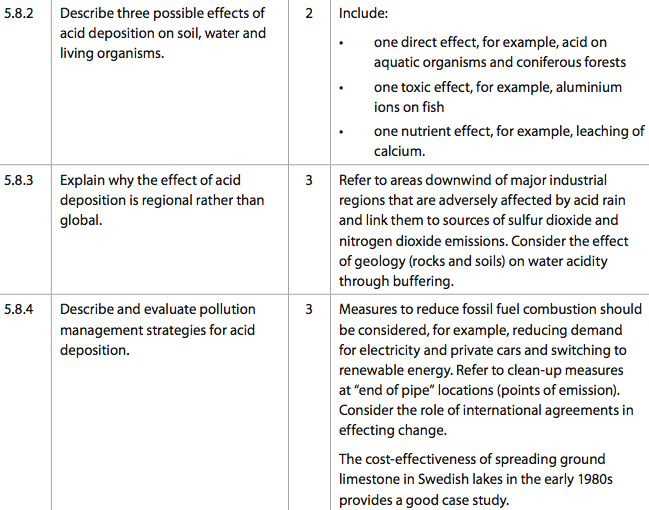 5.8.2 Describe three possible effects of acid deposition on soil, water and living organisms. 2 Include:
• one direct effect, for example, acid on
aquatic organisms and coniferous forests
• one toxic effect, for example, aluminium
ions on fish
• one nutrient effect, for example, leaching of
calcium.
5.8.3 Explain why the effect of acid
deposition is regional rather than
global.
3
Refer to areas downwind of major industrial
regions that are adversely affected by acid rain
and link them to sources of sulfur dioxide and
nitrogen dioxide emissions. Consider the effect
of geology (rocks and soils) on water acidity
through buffering.
5.8.4 Describe and evaluate pollution
management strategies for acid
deposition.
3
Measures to reduce fossil fuel combustion should
be considered, for example, reducing demand
for electricity and private cars and switching to
renewable energy. Refer to clean-up measures
at “end of pipe” locations (points of emission).
Consider the role of international agreements in
effecting change.
The cost-effectiveness of spreading ground
limestone in Swedish lakes in the early 1980s
provides a good case study.